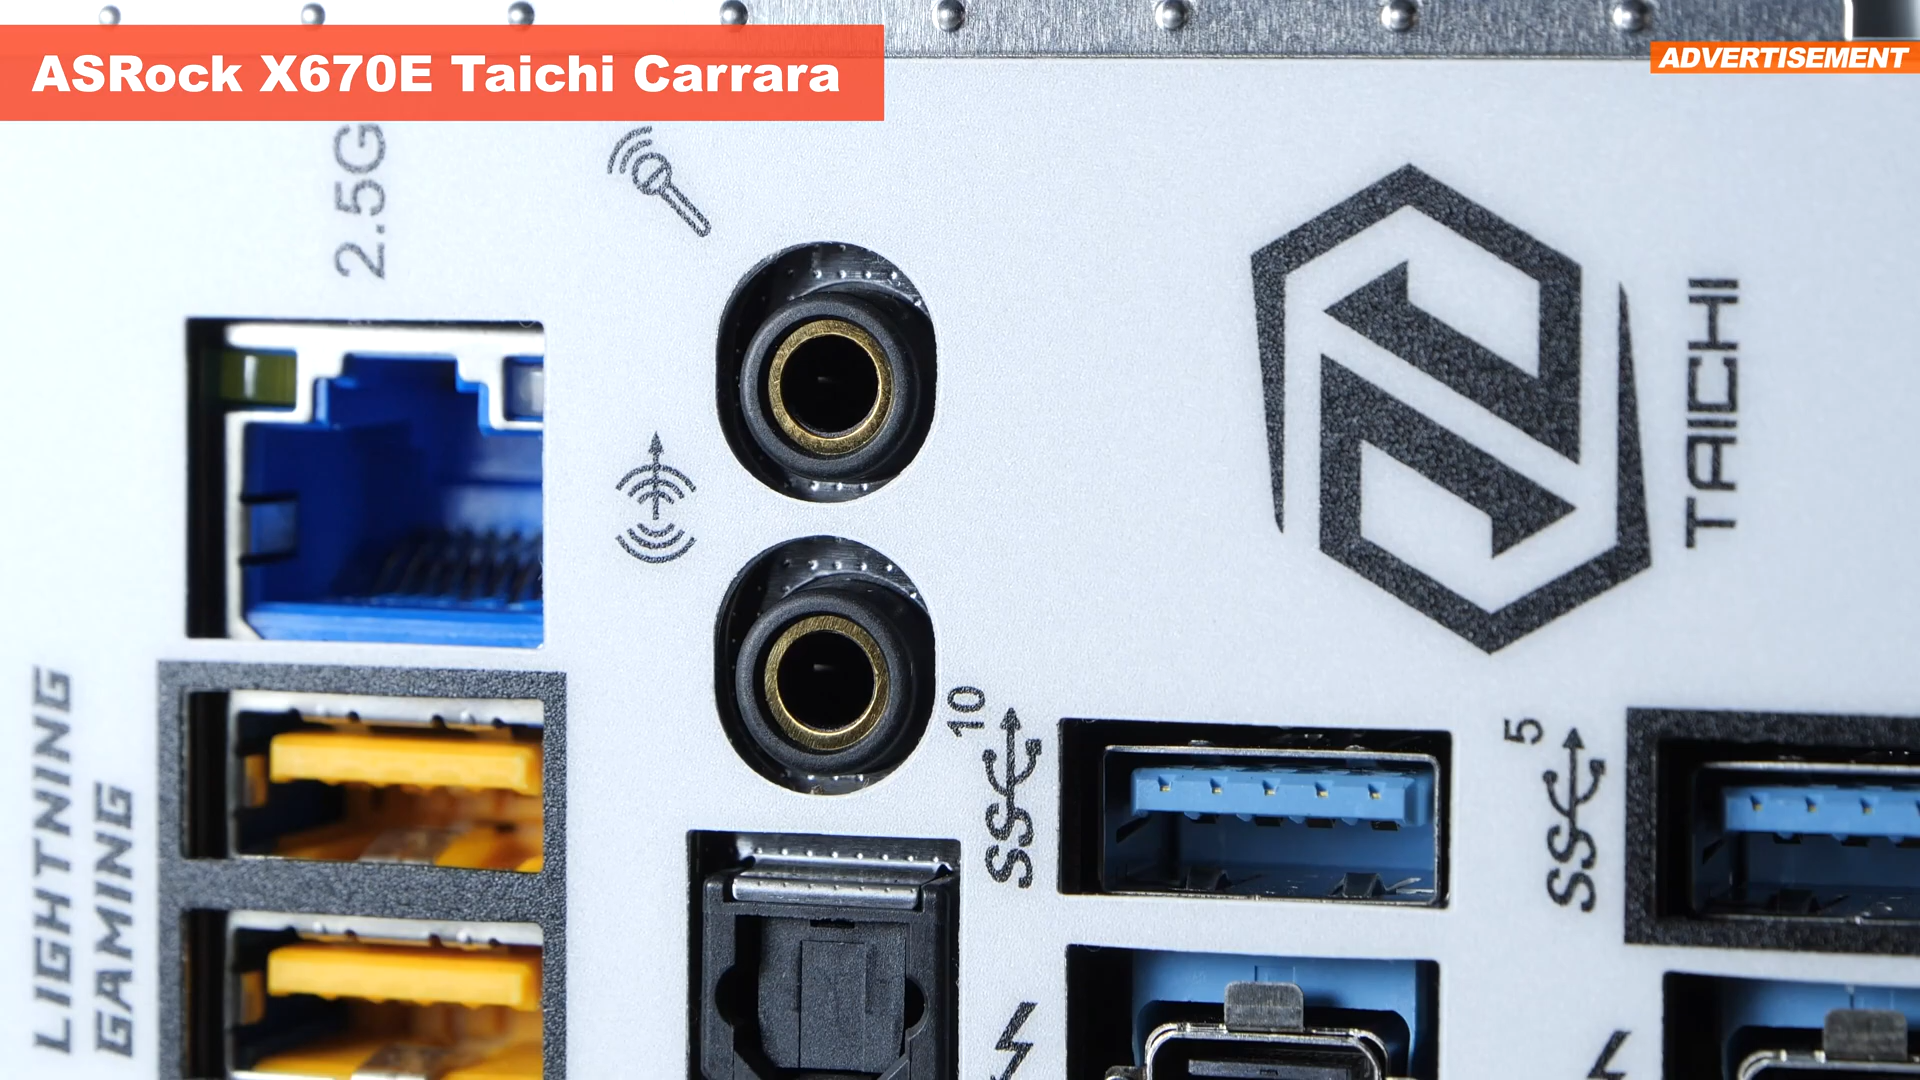 ASRock X670E Taichi Carrara
ADVERTISEMENT
2.5G
TAICHI
10
SS
5
SS
LIGHTNING
GAMING